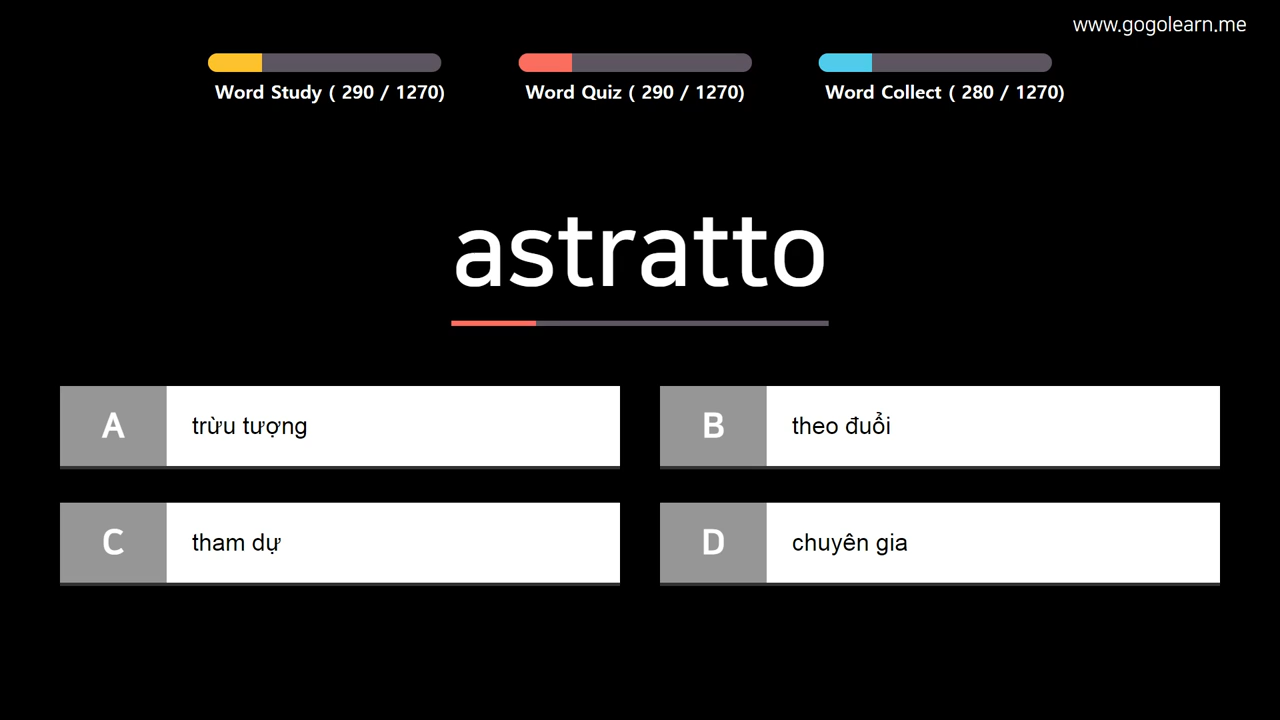 www.gogolearn.me
Word Study ( 290 / 1270)
Word Quiz ( 290 / 1270)
Word Collect ( 280 / 1270)
astratto
A
trừu tượng
B
theo đuổi
C
tham dự
D
chuyên gia